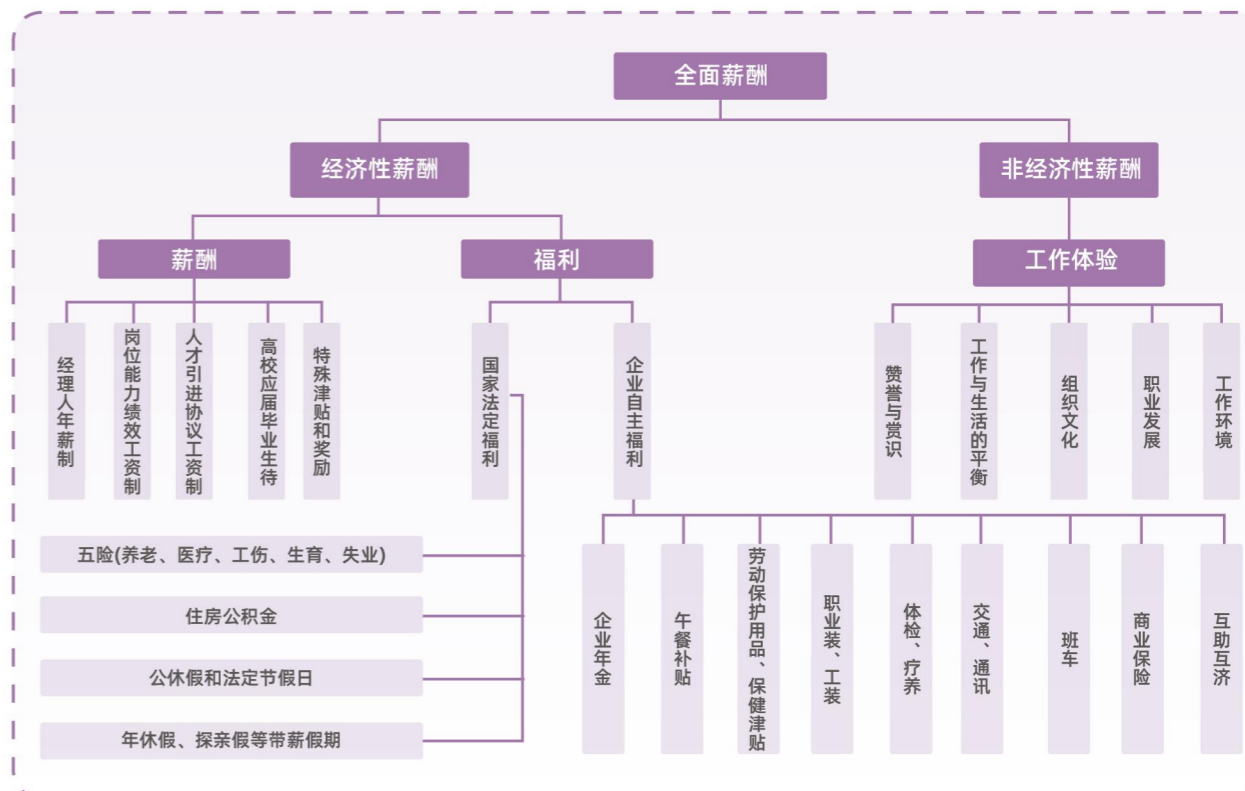 全面薪酬
经济性薪酬
非经济性薪酬
薪酬
福利
工作体验
经理人年薪制
岗位能力绩效工资制
人才引进协议工资制
高校应届毕业生待
特殊津贴和奖励
国家法定福利
企业自主福利
赞誉与赏识
工作与生活的平衡
组织文化
职业发展
工作环境
五险(养老、医疗、工伤、生育、失业)
住房公积金
公休假和法定节假日
年休假、探亲假等带薪假期
企业年金
午餐补贴
劳动保护用品、保健津贴
职业装、工装
体检、疗养
交通、通讯
班车
商业保险
互助互济